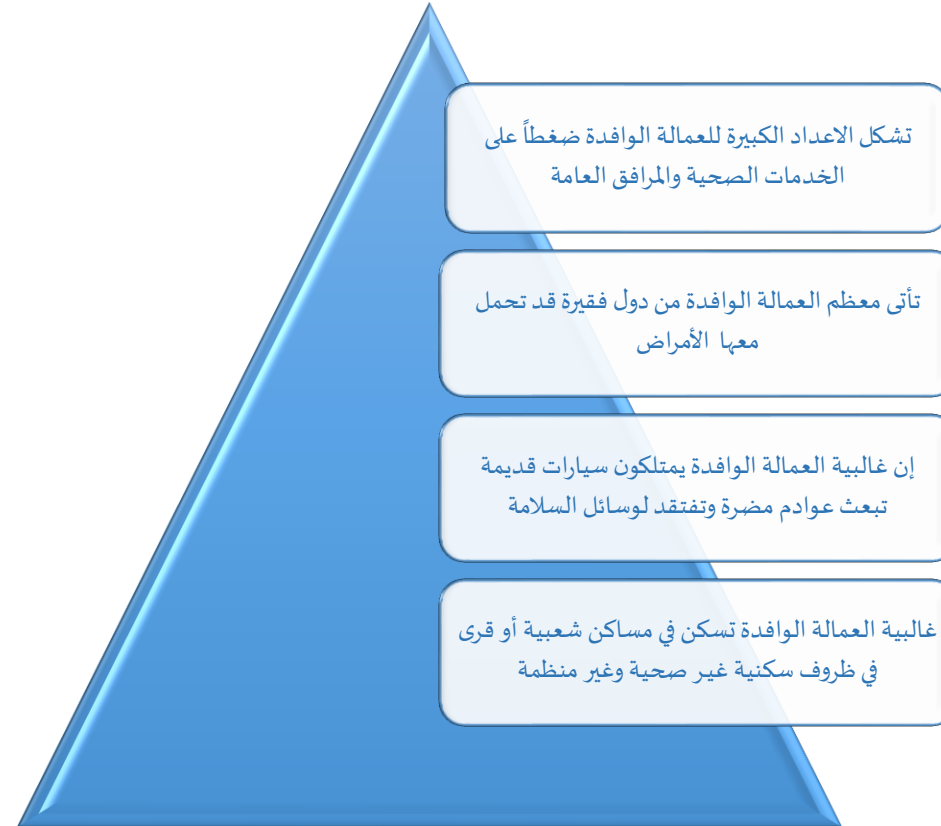 تشكل الاعداد الكبيرة للعمالة الوافدة ضغطاً على
الخدمات الصحية والمرافق العامة
تأتى معظم العمالة الوافدة من دول فقيرة قد تحمل
معها الأمراض
إن غالبية العمالة الوافدة يمتلكون سيارات قديمة
تبعث عوادم مضرة وتفتقد لوسائل السلامة
غالبية العمالة الوافدة تسكن في مساكن شعبية أو قرى
في ظروف سكنية غير صحية وغير منظمة